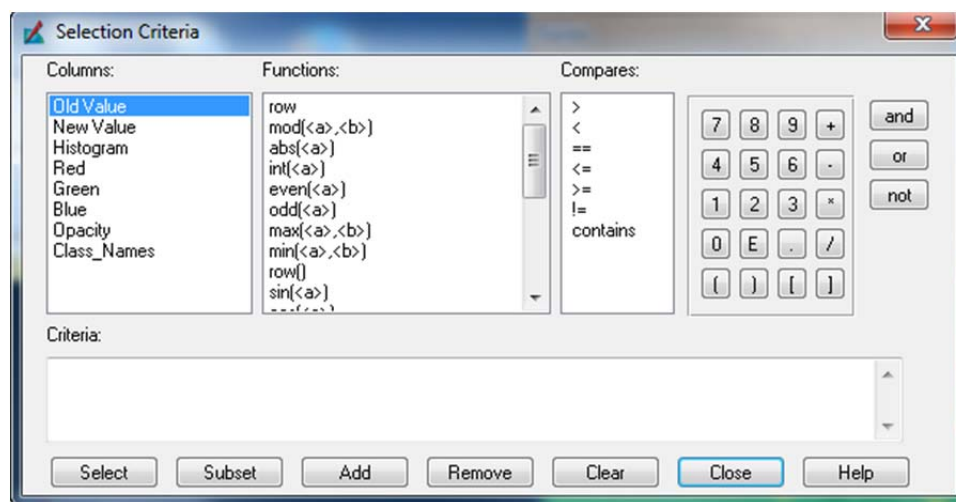 Selection Criteria
X
Columns:
Functions:
Compares:
Old Value
New Value
Histogram
Red
Green
Blue
Opacity
Class_Names
row
mod(<a>,<b>)
abs(<a>)
int(<a>)
even(<a>)
odd(<a>)
max(<a>,<b>)
min(<a>,<b>)
row()
sin(<a>)
>
<
==
<=
>=
!=
contains
7 8 9 +
4 5 6 -
1 2 3 *
0 E . /
( ) [ ]
and
or
not
Criteria:
Select Subset Add Remove Clear Close Help